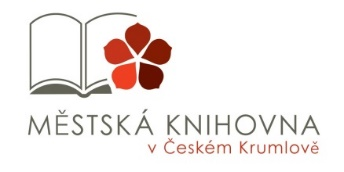 MĚSTSKÁ KNIHOVNA
v Českém Krumlově